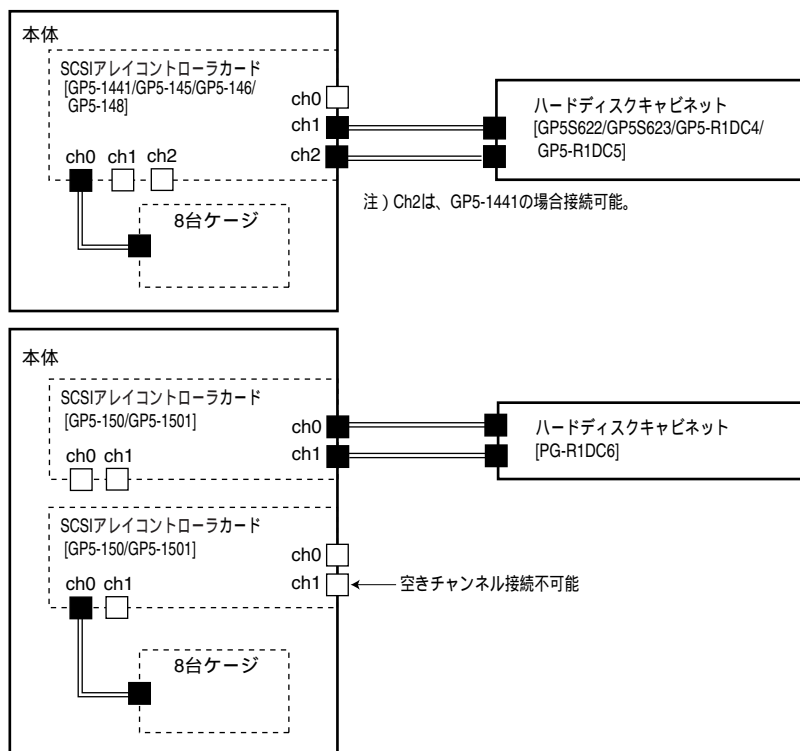 本体
SCSIアレイコントローラカード
[GP5-1441/GP5-145/GP5-146/
GP5-148]
ch0
ch1
ch2
ch0 ch1 ch2
8台ケージ
ハードディスクキャビネット
[GP5S622/GP5S623/GP5-R1DC4/
GP5-R1DC5]
注 ) Ch2は、GP5-1441の場合接続可能。
本体
SCSIアレイコントローラカード
[GP5-150/GP5-1501]
ch0
ch1
ch0 ch1
ハードディスクキャビネット
[PG-R1DC6]
SCSIアレイコントローラカード
[GP5-150/GP5-1501]
ch0
ch1
空きチャンネル接続不可能
ch0 ch1
8台ケージ